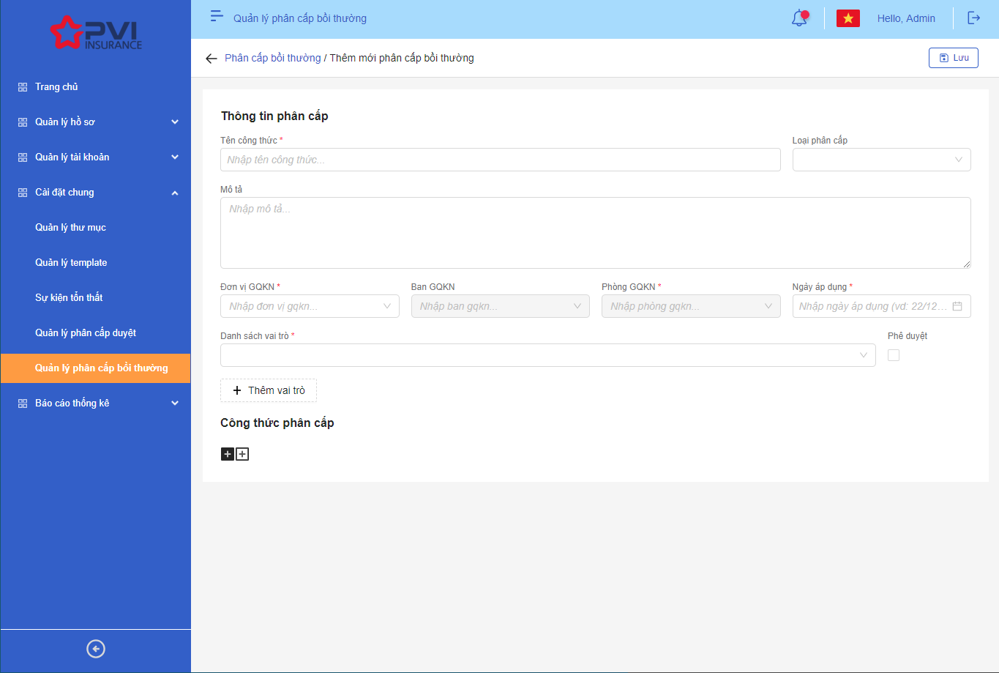 PVI
INSURANCE
Trang chủ
Quản lý hồ sơ
Quản lý tài khoản
Cài đặt chung
Quản lý thư mục
Quản lý template
Sự kiện tổn thất
Quản lý phân cấp duyệt
Quản lý phân cấp bồi thường
Báo cáo thống kê
Quản lý phân cấp bồi thường
Hello, Admin
Phân cấp bồi thường / Thêm mới phân cấp bồi thường
Lưu
Thông tin phân cấp
Tên công thức *
Loại phân cấp
Nhập tên công thức...
Mô tả
Nhập mô tả...
Đơn vị GQKN *
Ban GQKN
Phòng GQKN *
Ngày áp dụng *
Nhập đơn vị gqkn...
Nhập ban gqkn...
Nhập phòng gqkn...
Nhập ngày áp dụng (vd: 22/12...
Danh sách vai trò *
Phê duyệt
+ Thêm vai trò
Công thức phân cấp